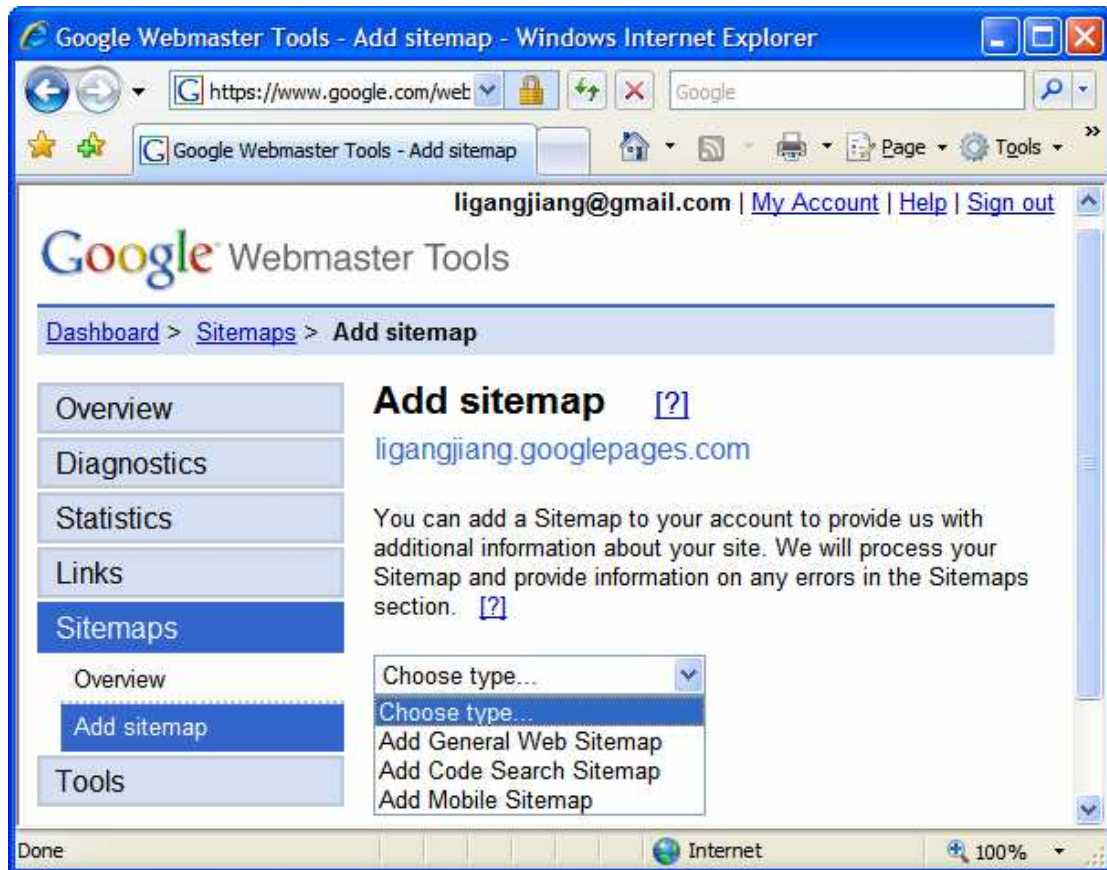 Google Webmaster Tools - Add sitemap - Windows Internet Explorer
https://www.google.com/web
Google
Google Webmaster Tools - Add sitemap
Page
Tools
»
ligangjiang@gmail.com | My Account | Help | Sign out
Google Webmaster Tools
Dashboard > Sitemaps > Add sitemap
Overview
Diagnostics
Statistics
Links
Sitemaps
Overview
Add sitemap
Tools
Add sitemap [?]
ligangjiang.googlepages.com
You can add a Sitemap to your account to provide us with
additional information about your site. We will process your
Sitemap and provide information on any errors in the Sitemaps
section. [?]
Choose type...
Choose type...
Add General Web Sitemap
Add Code Search Sitemap
Add Mobile Sitemap
Done
Internet
100%